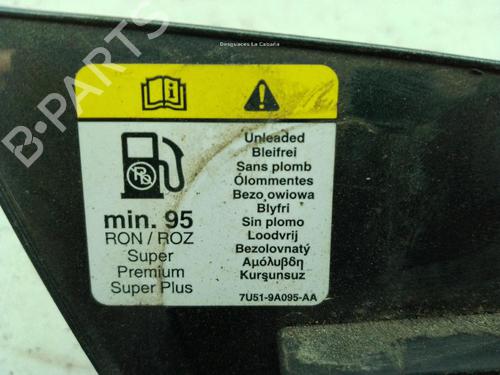 Desguaces La Cabaña
B-PARTS
Unleaded
Bleifrei
Sans plomb
Ólommentes
Bezo owiowa
Blyfri
Sin plomo
Loodvrij
Bezolovnatý
Αμόλυβδη
Kurşunsuz
7U51-9A095-AA
min. 95
RON / ROZ
Super
Premium
Super Plus